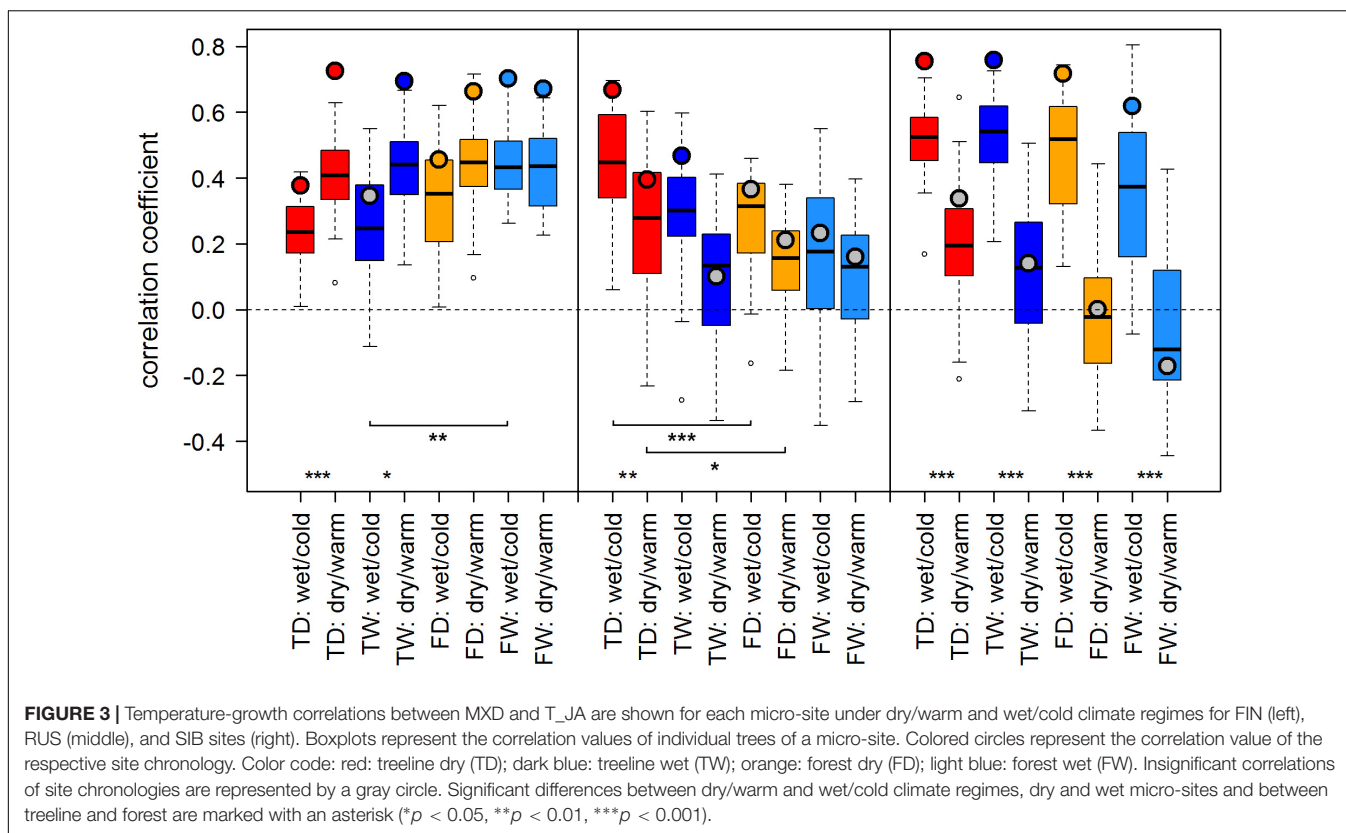 0.8
0.6
0.4
0.2
0.0
-0.2
-0.4
correlation coefficient
** *** *
*** * ** *** *** *** ***
TD: wet/cold
TD: dry/warm
TW: wet/cold
TW: dry/warm
FD: wet/cold
FD: dry/warm
FW: wet/cold
FW: dry/warm
TD: wet/cold
TD: dry/warm
TW: wet/cold
TW: dry/warm
FD: wet/cold
FD: dry/warm
FW: wet/cold
FW: dry/warm
TD: wet/cold
TD: dry/warm
TW: wet/cold
TW: dry/warm
FD: wet/cold
FD: dry/warm
FW: wet/cold
FW: dry/warm
FIGURE 3 | Temperature-growth correlations between MXD and T_JA are shown for each micro-site under dry/warm and wet/cold climate regimes for FIN (left),
RUS (middle), and SIB sites (right). Boxplots represent the correlation values of individual trees of a micro-site. Colored circles represent the correlation value of the
respective site chronology. Color code: red: treeline dry (TD); dark blue: treeline wet (TW); orange: forest dry (FD); light blue: forest wet (FW). Insignificant correlations
of site chronologies are represented by a gray circle. Significant differences between dry/warm and wet/cold climate regimes, dry and wet micro-sites and between
treeline and forest are marked with an asterisk (*p < 0.05, **p < 0.01, ***p < 0.001).